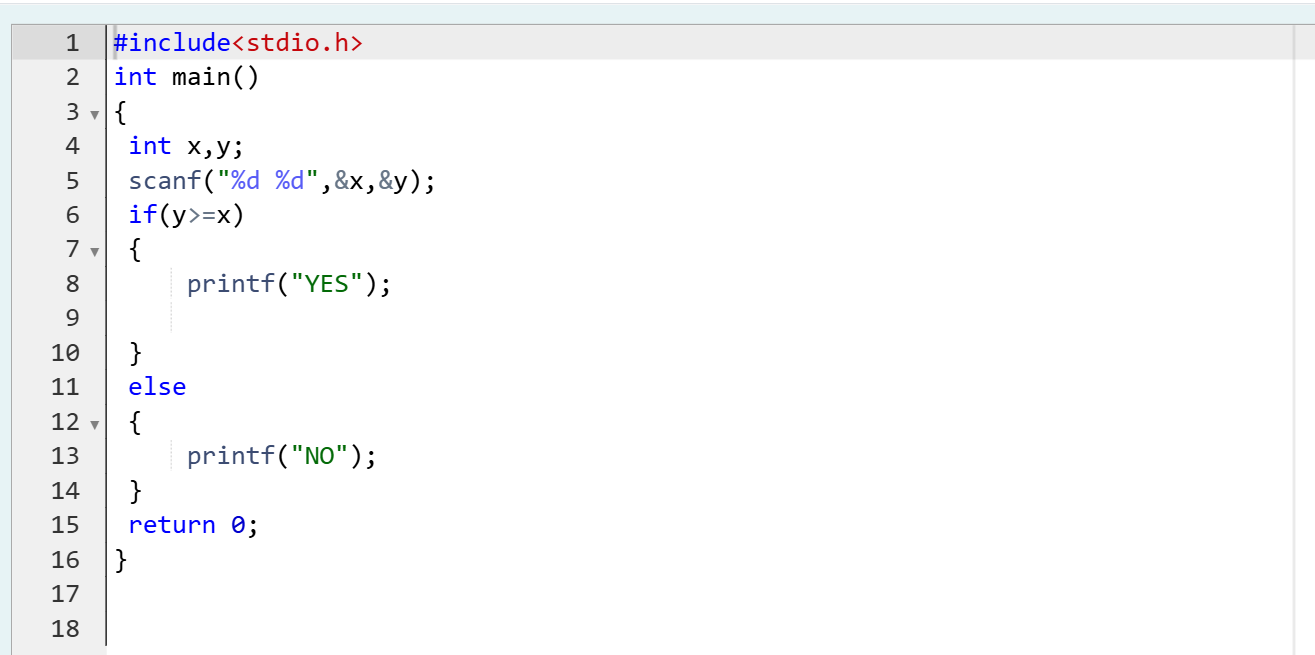 1 #include<stdio.h>
2 int main()
3 {
4  int x,y;
5  scanf("%d %d",&x,&y);
6  if(y>=x)
7  {
8      printf("YES");
9
10  }
11  else
12  {
13      printf("NO");
14  }
15  return 0;
16 }
17
18